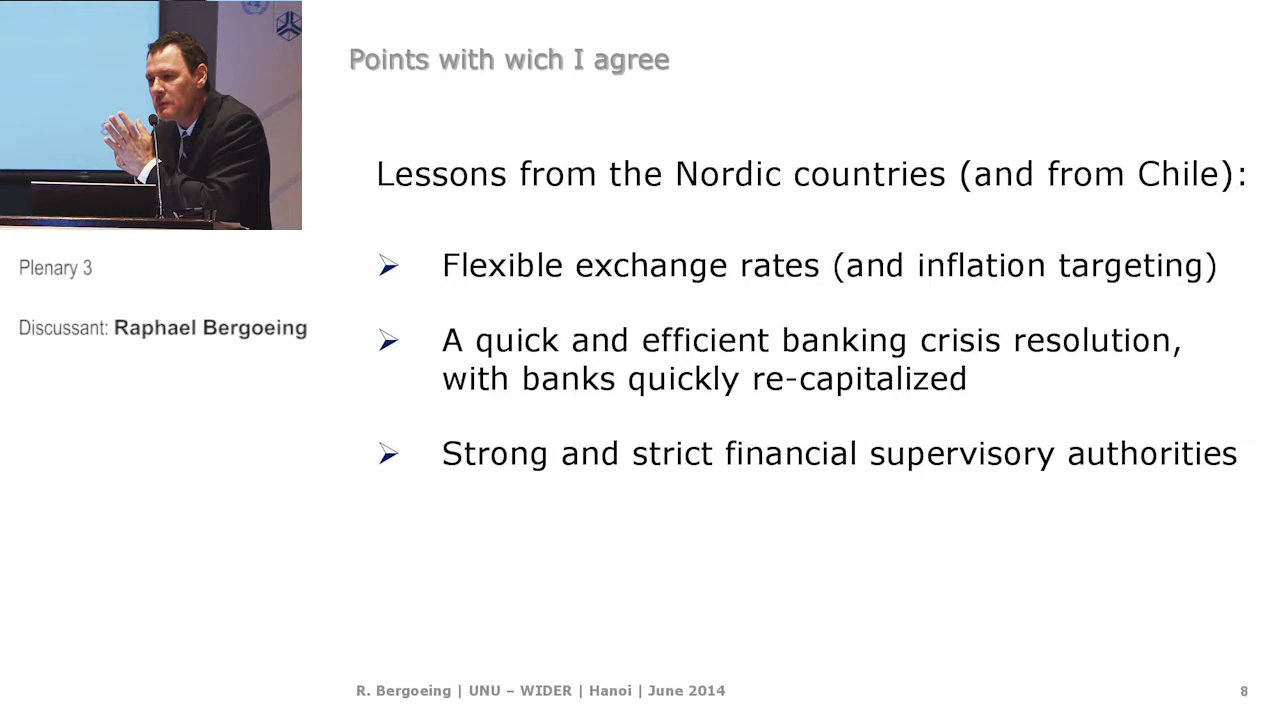 Points with wich I agree
Lessons from the Nordic countries (and from Chile):
Flexible exchange rates (and inflation targeting)
A quick and efficient banking crisis resolution,
with banks quickly re-capitalized
Strong and strict financial supervisory authorities
Plenary 3
Discussant: Raphael Bergoeing
R. Bergoeing | UNU – WIDER | Hanoi | June 2014
8